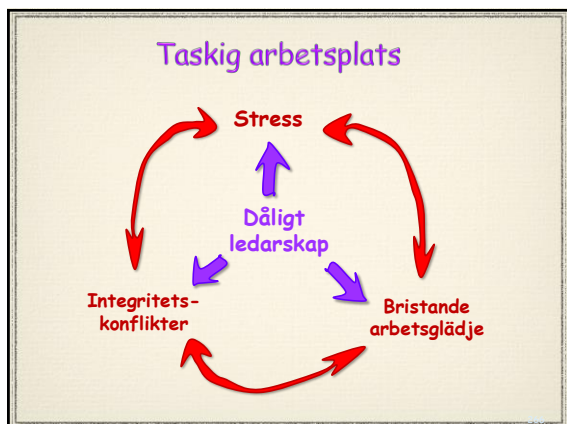 Taskig arbetsplats
Stress
Dåligt
ledarskap
Integritets-
konflikter
Bristande
arbetsglädje